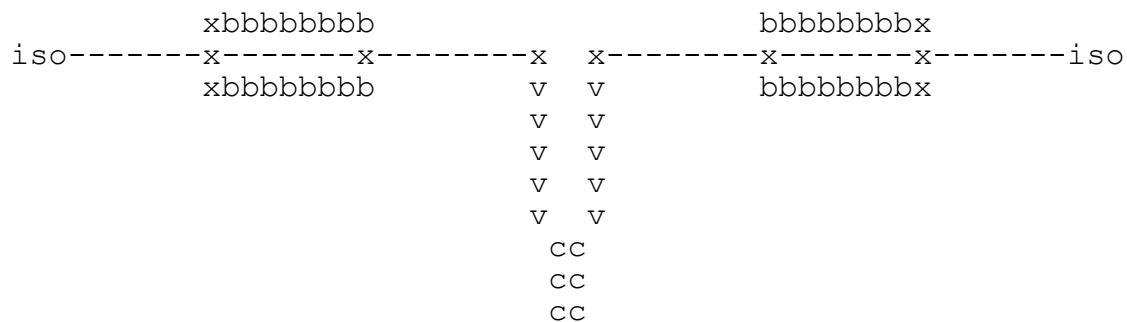 xbbbbbbbb                    bbbbbbbbx
iso-------x-------x--------x  x--------x-------x-------iso
          xbbbbbbbb        v  v        bbbbbbbbx
                           v  v
                           v  v
                           v  v
                           v  v
                            cc
                            cc
                            cc